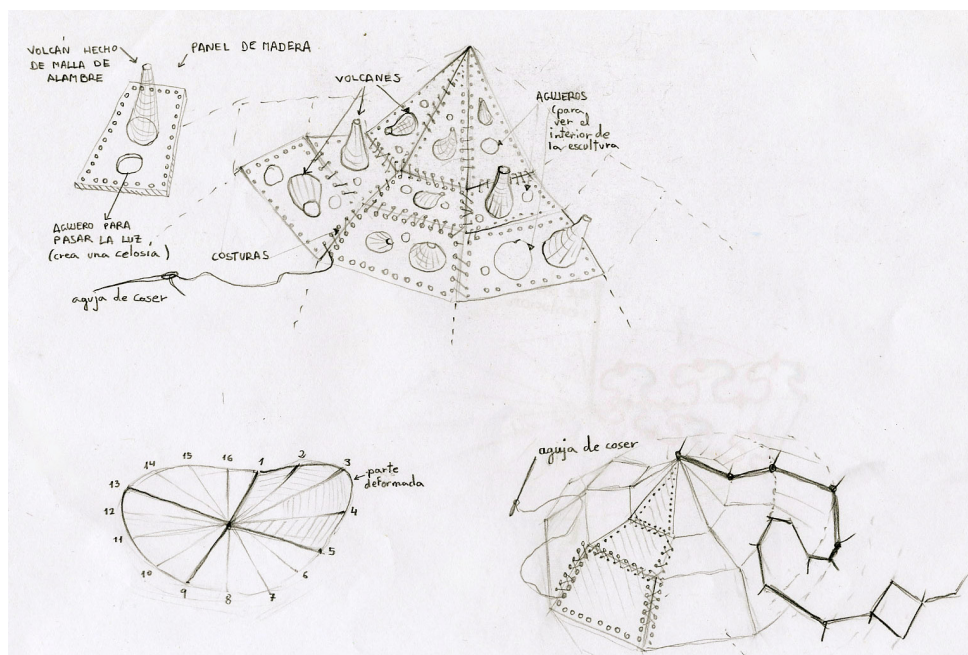 VOLCÁN HECHO
DE MALLA DE
ALAMBRE
PANEL DE MADERA
VOLCANES
AGUJEROS
(para
ver el
interior de
la escultura
AGUJERO PARA
PASAR LA LUZ
(crea una celosía)
COSTURAS
aguja de coser
14
15
16
1
2
3
parte
deformada
13
4
12
11
5
10
6
9
8
7
aguja de coser